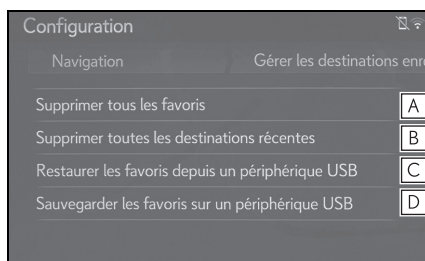 Configuration
Navigation Gérer les destinations
Supprimer tous les favoris A
Supprimer toutes les destinations récentes B
Restaurer les favoris depuis un périphérique USB C
Sauvegarder les favoris sur un périphérique USB D